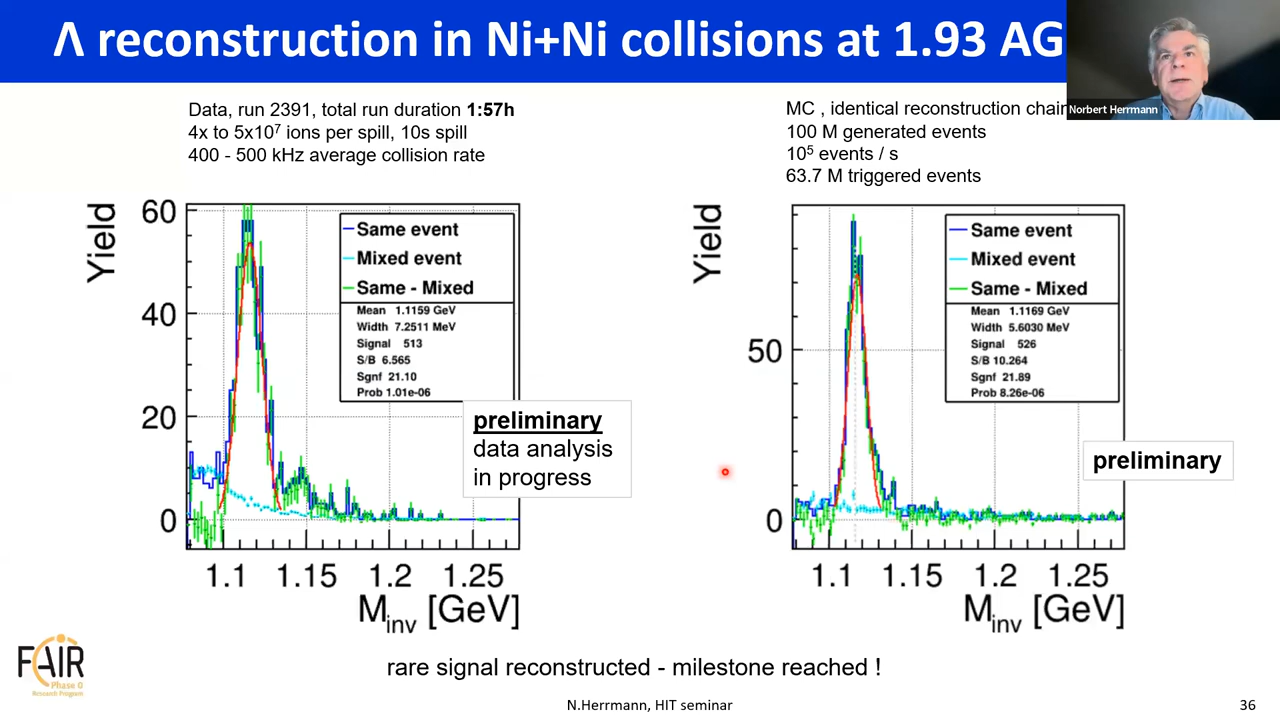 Λ reconstruction in Ni+Ni collisions at 1.93 AG
Norbert Herrmann
Data, run 2391, total run duration 1:57h
4x to 5x10⁷ ions per spill, 10s spill
400 - 500 kHz average collision rate
MC , identical reconstruction chain
100 M generated events
10⁵ events / s
63.7 M triggered events
Yield
60
40
20
0
Same event
Mixed event
Same - Mixed
Mean 1.1159 GeV
Width 7.2511 MeV
Signal 513
S/B 6.565
Sgnf 21.10
Prob 1.01e-06
preliminary
data analysis
in progress
1.1 1.15 1.2 1.25
M_inv [GeV]
Yield
50
0
Same event
Mixed event
Same - Mixed
Mean 1.1169 GeV
Width 5.6030 MeV
Signal 526
S/B 10.264
Sgnf 21.89
Prob 8.26e-06
preliminary
1.1 1.15 1.2 1.25
M_inv [GeV]
rare signal reconstructed - milestone reached !
FAIR
Phase 0
Research Program
N.Herrmann, HIT seminar
36